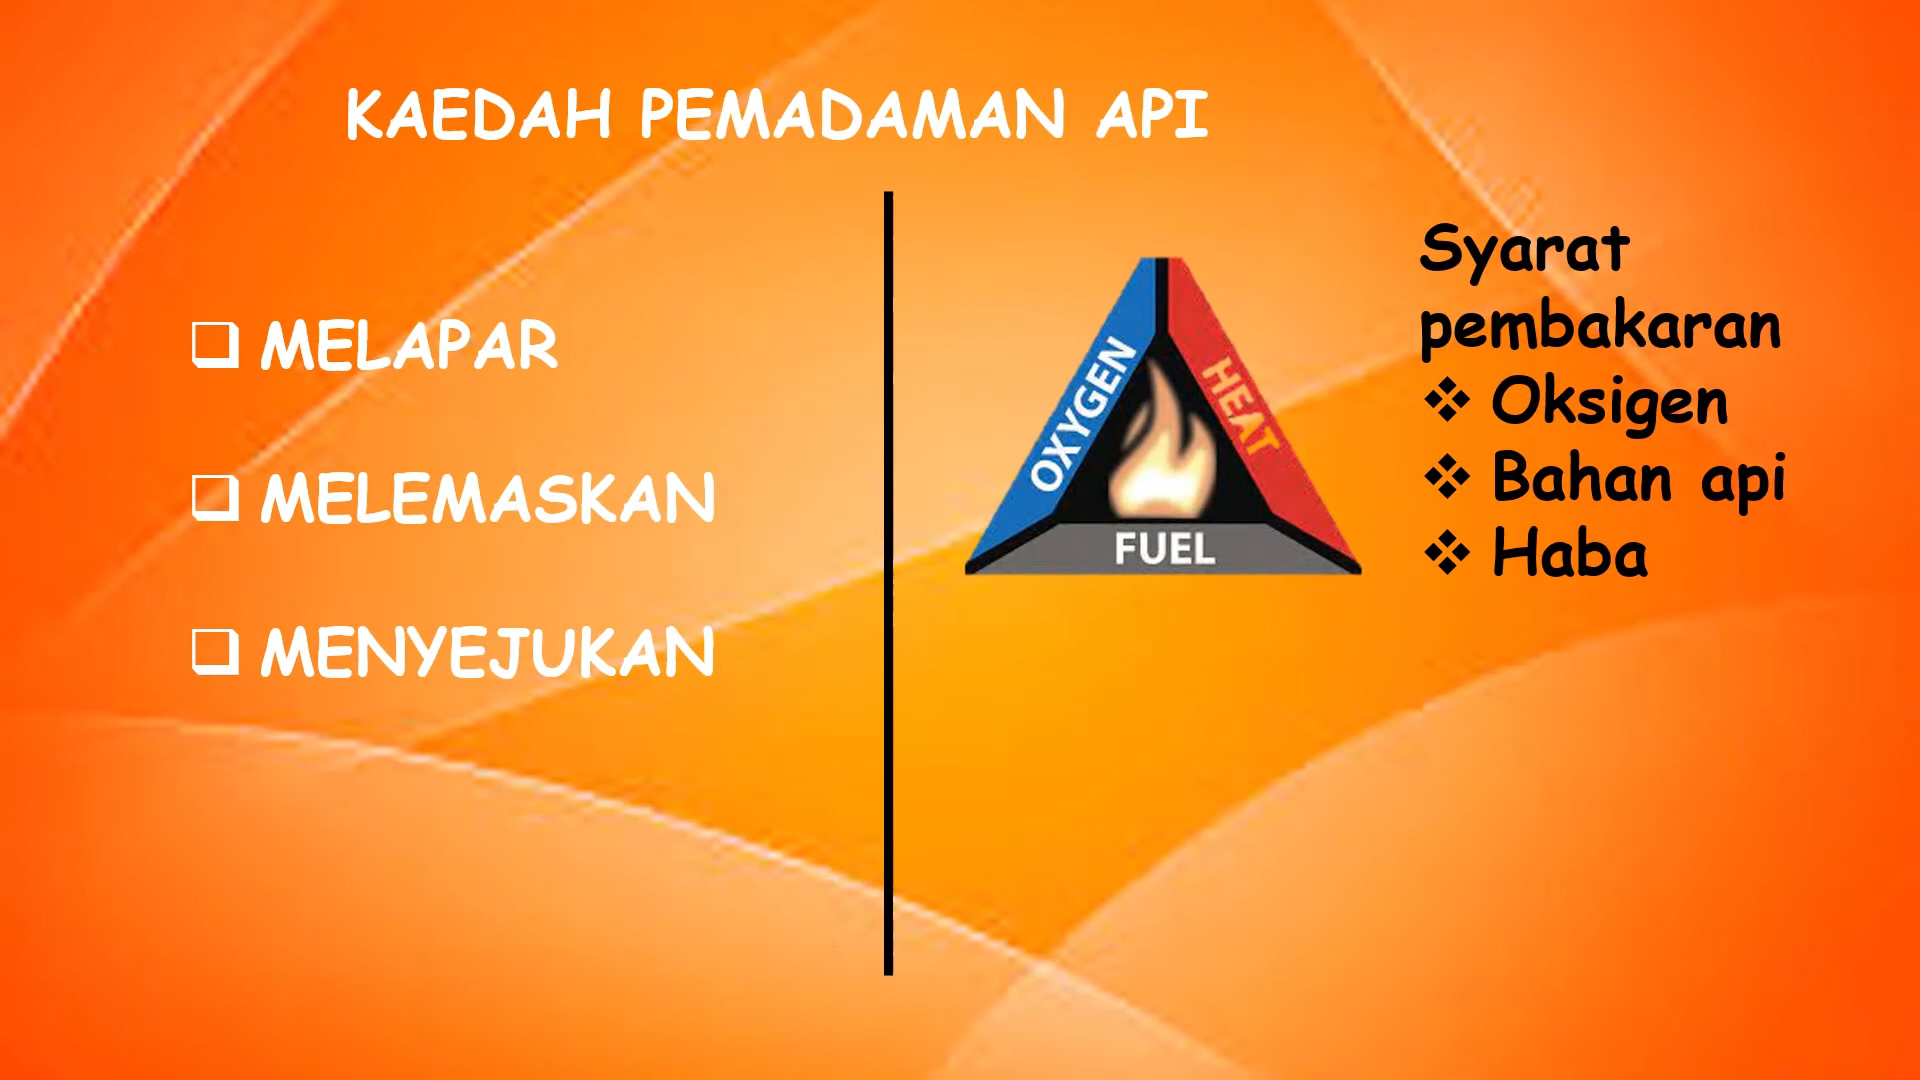 KAEDAH PEMADAMAN API
❑ MELAPAR
❑ MELEMASKAN
❑ MENYEJUKAN
OXYGEN
HEAT
FUEL
Syarat
pembakaran
❖ Oksigen
❖ Bahan api
❖ Haba